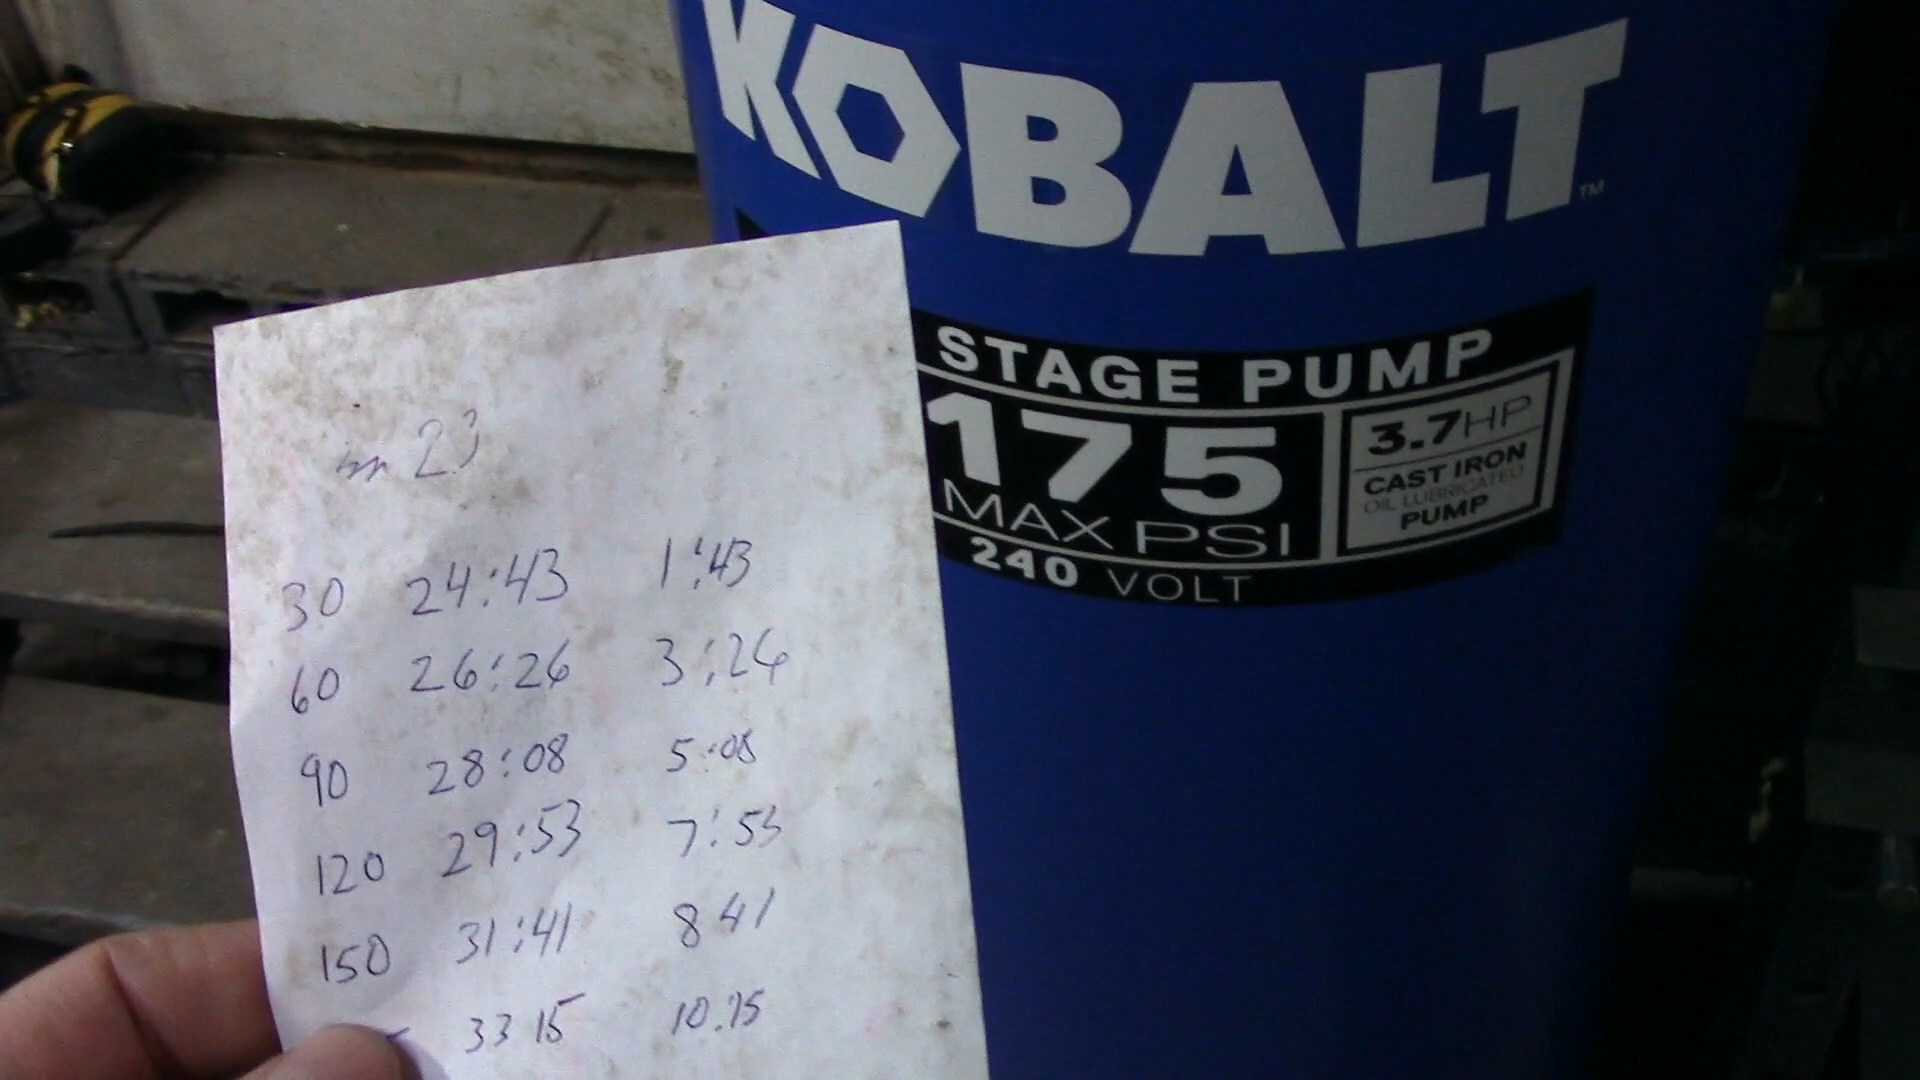 KOBALT™
STAGE PUMP
175
MAX PSI
3.7HP
CAST IRON
OIL LUBRICATED
PUMP
240 VOLT
23
30 24:43 1:43
60 26:26 3:26
90 28:08 5:08
120 29:53 7:53
150 31:41 8 41
33 15 10.15